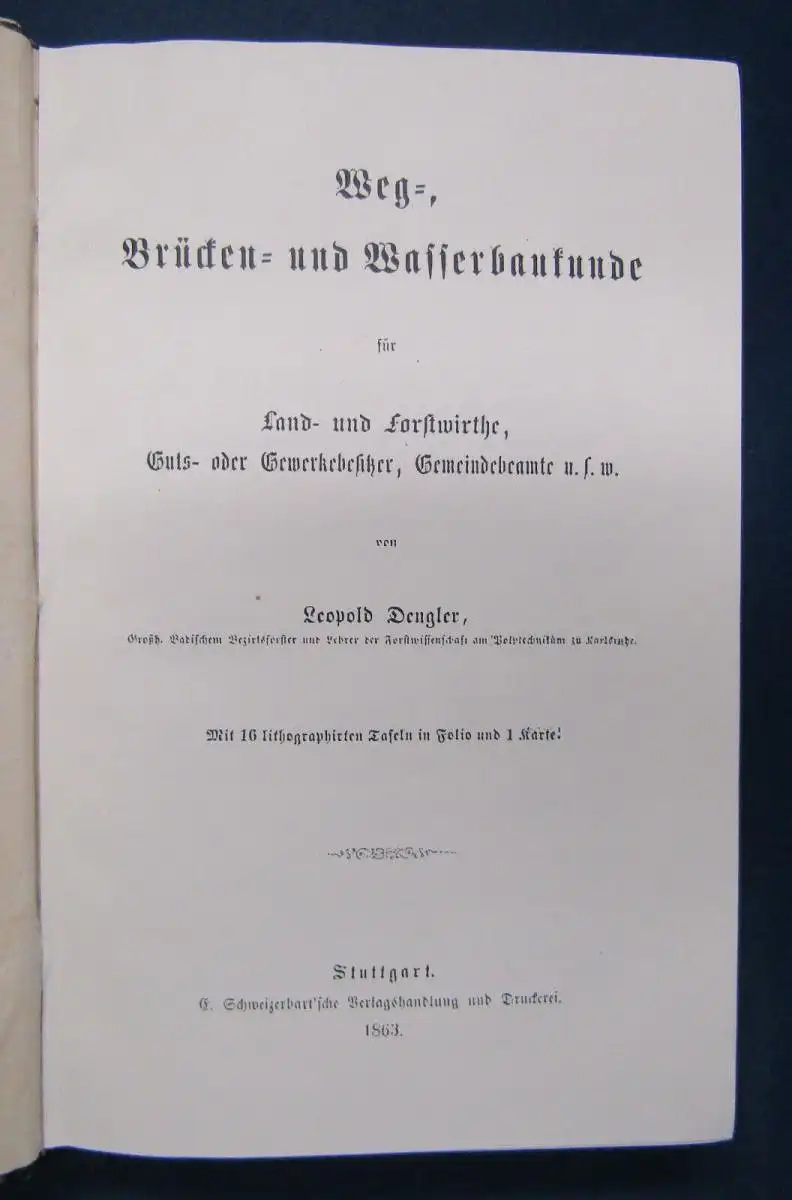 Weg-,
Brücken- und Wasserbaukunde
für
Land- und Forstwirthe,
Guts- oder Gewerkebesitzer, Gemeindebeamte u. s. w.
von
Leopold Dengler,
Großh. Badischem Bezirksförster und Lehrer der Forstwissenschaft am Polytechnikum zu Karlsruhe.
Mit 16 lithographirten Tafeln in Folio und 1 Karte.
Stuttgart.
E. Schweizerbart'sche Verlagshandlung und Druckerei.
1863.